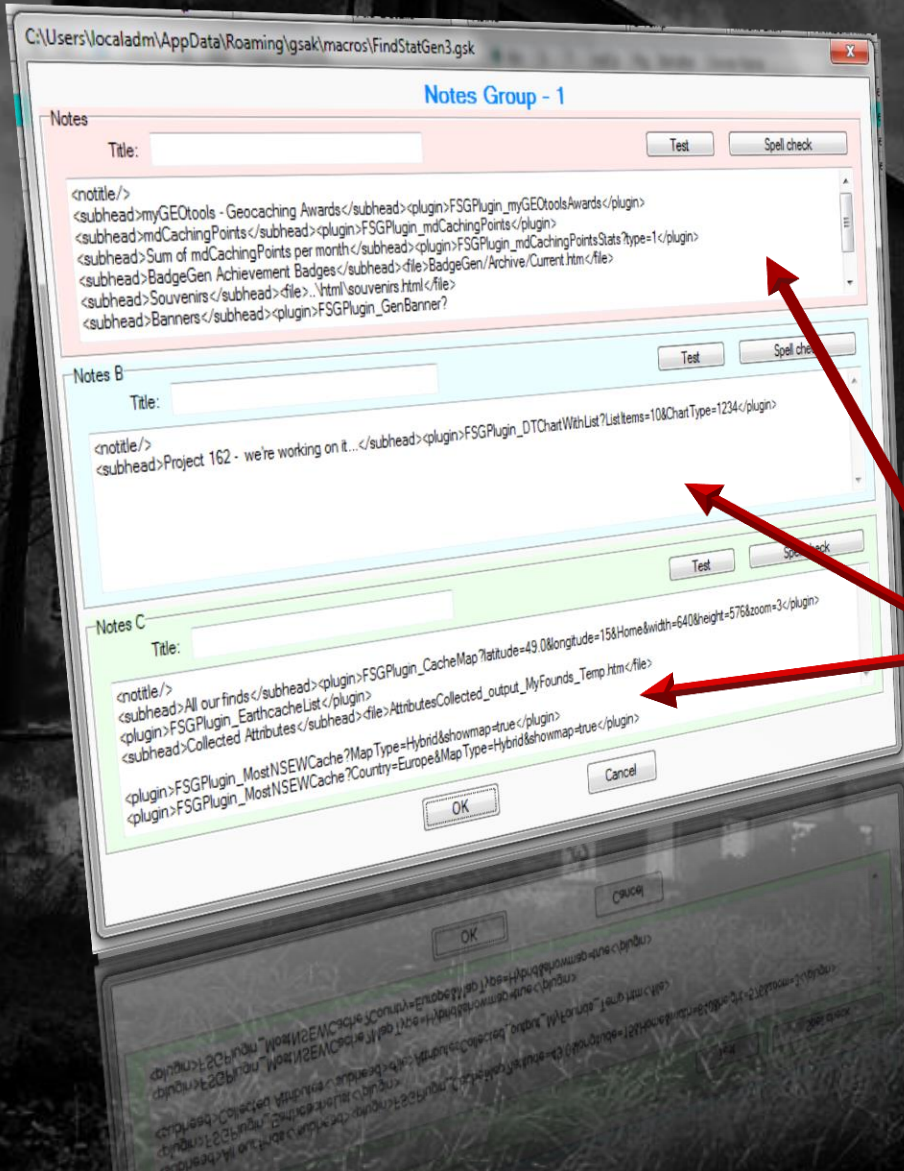 C:\Users\localadm\AppData\Roaming\gsak\macros\FindStatGen3.gsk
X
Notes Group - 1
Notes
Title:
Test
Spell check
<notitle/>
<subhead>myGEOtools - Geocaching Awards</subhead><plugin>FSGPlugin_myGEOtoolsAwards</plugin>
<subhead>mdCachingPoints</subhead><plugin>FSGPlugin_mdCachingPoints</plugin>
<subhead>Sum of mdCachingPoints per month</subhead><plugin>FSGPlugin_mdCachingPointsStats?type=1</plugin>
<subhead>BadgeGen Achievement Badges</subhead><file>BadgeGen/Archive/Current.htm</file>
<subhead>Souvenirs</subhead><file>..\html\souvenirs.html</file>
<subhead>Banners</subhead><plugin>FSGPlugin_GenBanner?
Notes B
Title:
Test
Spell check
<notitle/>
<subhead>Project 162 - we're working on it...</subhead><plugin>FSGPlugin_DTChartWithList?ListItems=10&ChartType=1234</plugin>
Notes C
Title:
Test
Spell check
<notitle/>
<subhead>All our finds</subhead><plugin>FSGPlugin_CacheMap?latitude=49.0&longitude=15&Home&width=640&height=576&zoom=3</plugin>
<plugin>FSGPlugin_EarthcacheList</plugin>
<subhead>Collected Attributes</subhead><file>AttributesCollected_output_MyFounds_Temp.htm</file>
<plugin>FSGPlugin_MostNSEWCache?MapType=Hybrid&showmap=true</plugin>
<plugin>FSGPlugin_MostNSEWCache?Country=Europe&MapType=Hybrid&showmap=true</plugin>
OK
Cancel